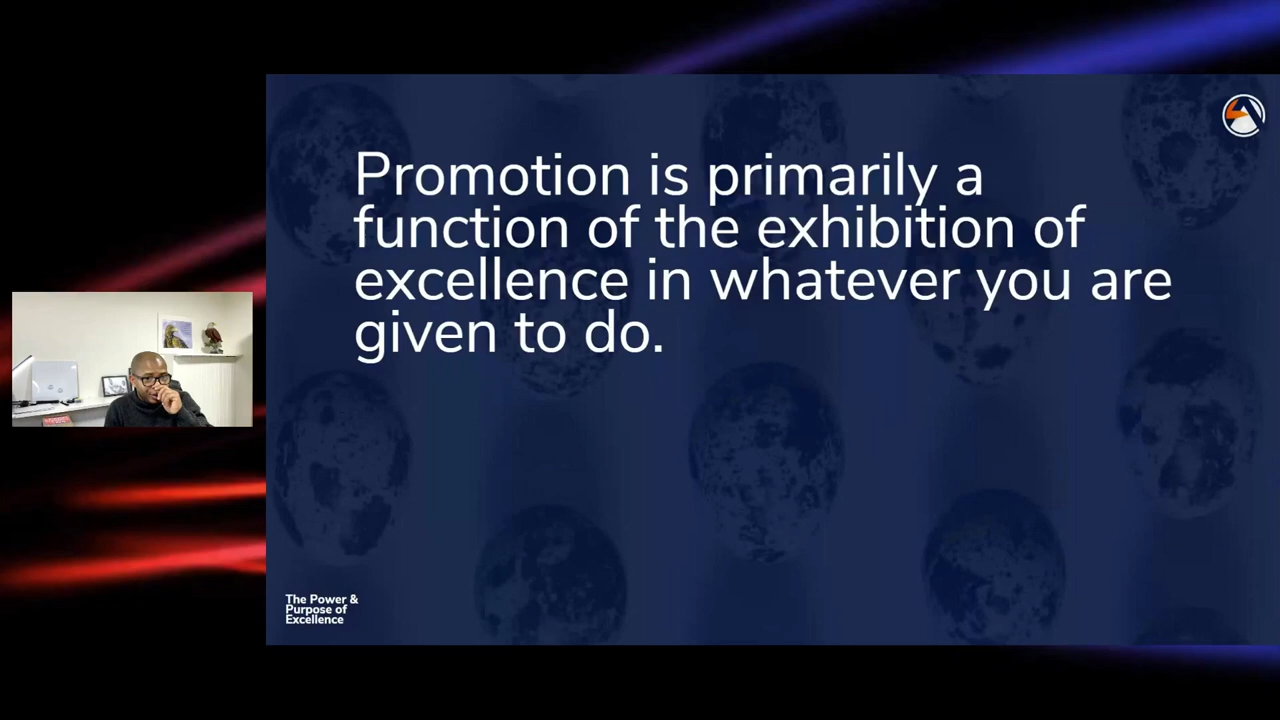 Promotion is primarily a
function of the exhibition of
excellence in whatever you are
given to do.
The Power &
Purpose of
Excellence